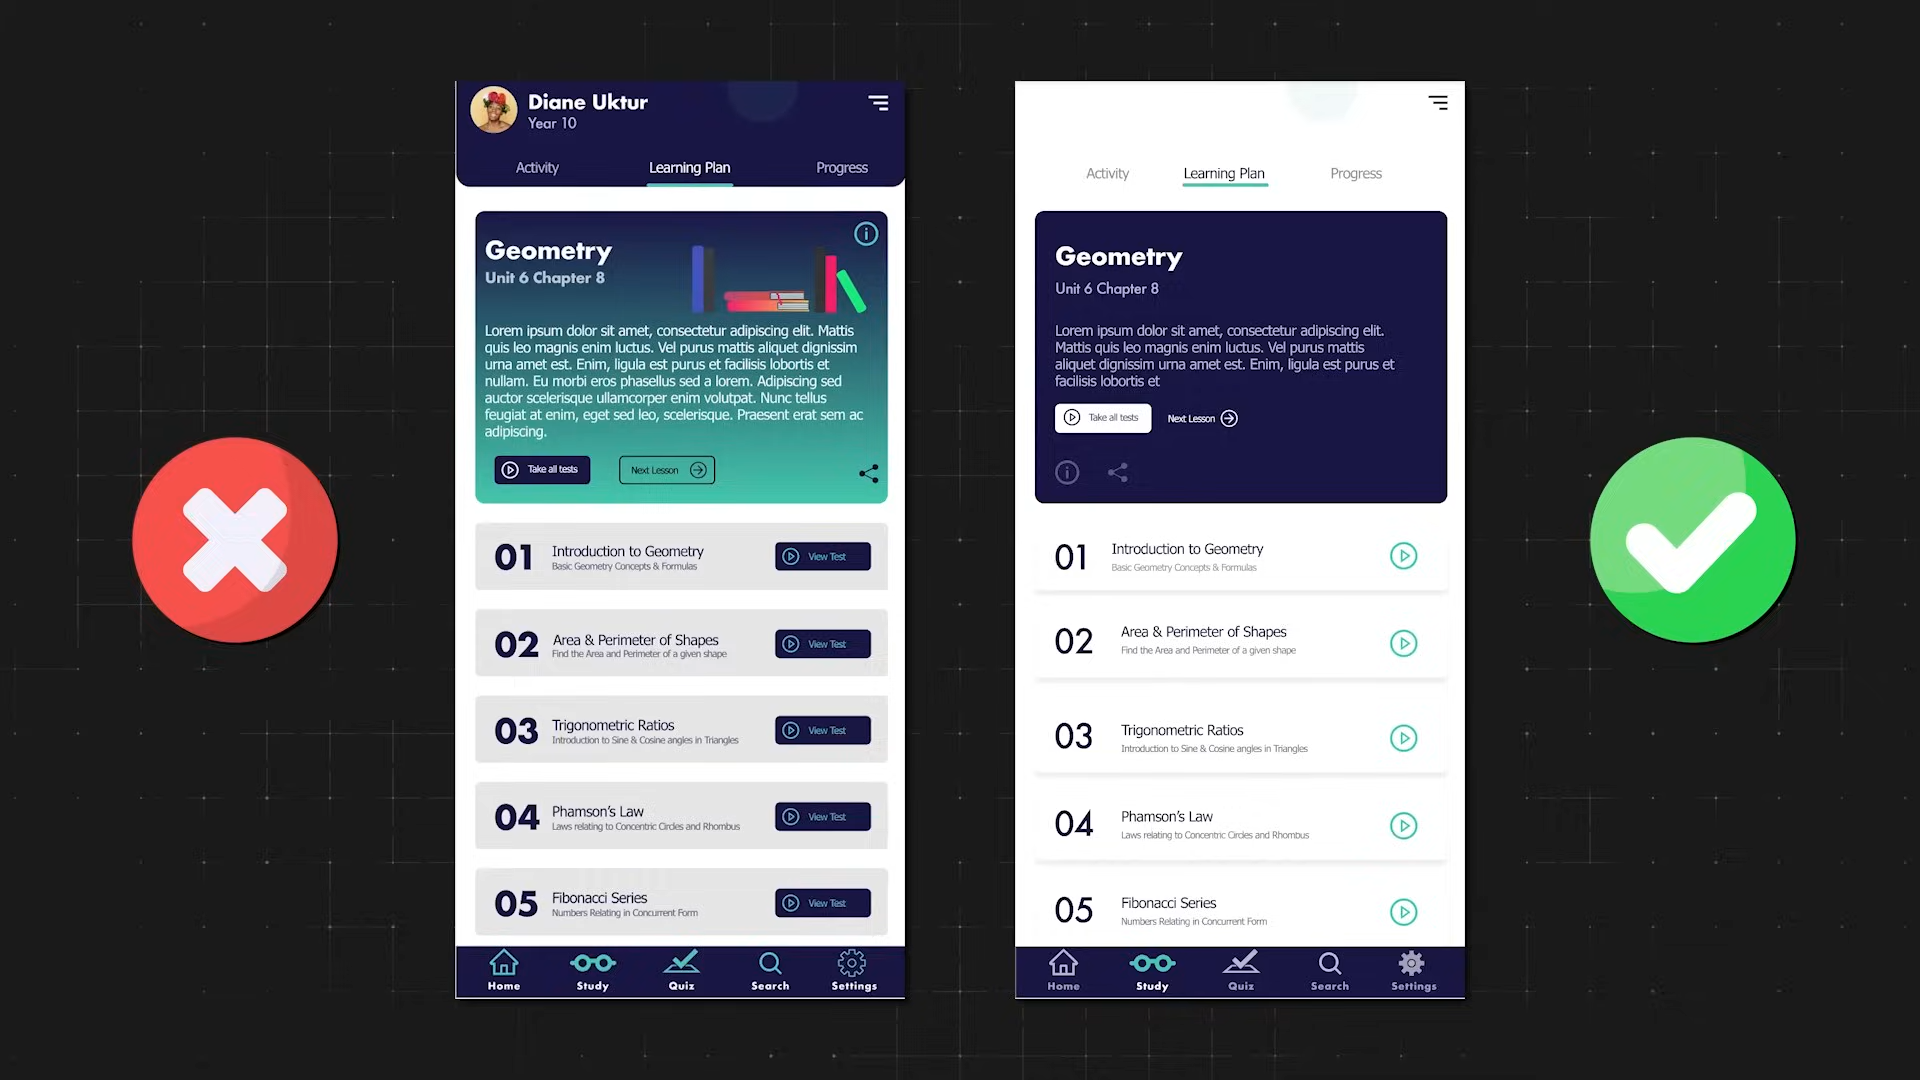 Diane Uktur
Year 10
Activity
Learning Plan
Progress
Geometry
Unit 6 Chapter 8
Lorem ipsum dolor sit amet, consectetur adipiscing elit. Mattis
quis leo magnis enim luctus. Vel purus mattis aliquet dignissim
urna amet est. Enim, ligula est purus et facilisis lobortis et
nullam. Eu morbi eros phasellus sed a lorem. Adipiscing sed
auctor scelerisque ullamcorper enim volutpat. Nunc tellus
feugiat at enim, eget sed leo, scelerisque. Praesent erat sem ac
adipiscing.
Take all tests
Next Lesson
01
Introduction to Geometry
Basic Geometry Concepts & Formulas
View Test
02
Area & Perimeter of Shapes
Find the Area and Perimeter of a given shape
View Test
03
Trigonometric Ratios
Introduction to Sine & Cosine angles in Triangles
View Test
04
Phamson's Law
Laws relating to Concentric Circles and Rhombus
View Test
05
Fibonacci Series
Numbers Relating in Concurrent Form
View Test
Home
Study
Quiz
Search
Settings
Activity
Learning Plan
Progress
Geometry
Unit 6 Chapter 8
Lorem ipsum dolor sit amet, consectetur adipiscing elit.
Mattis quis leo magnis enim luctus. Vel purus mattis
aliquet dignissim urna amet est. Enim, ligula est purus et
facilisis lobortis et
Take all tests
Next Lesson
01
Introduction to Geometry
Basic Geometry Concepts & Formulas
02
Area & Perimeter of Shapes
Find the Area and Perimeter of a given shape
03
Trigonometric Ratios
Introduction to Sine & Cosine angles in Triangles
04
Phamson's Law
Laws relating to Concentric Circles and Rhombus
05
Fibonacci Series
Numbers Relating in Concurrent Form
Home
Study
Quiz
Search
Settings